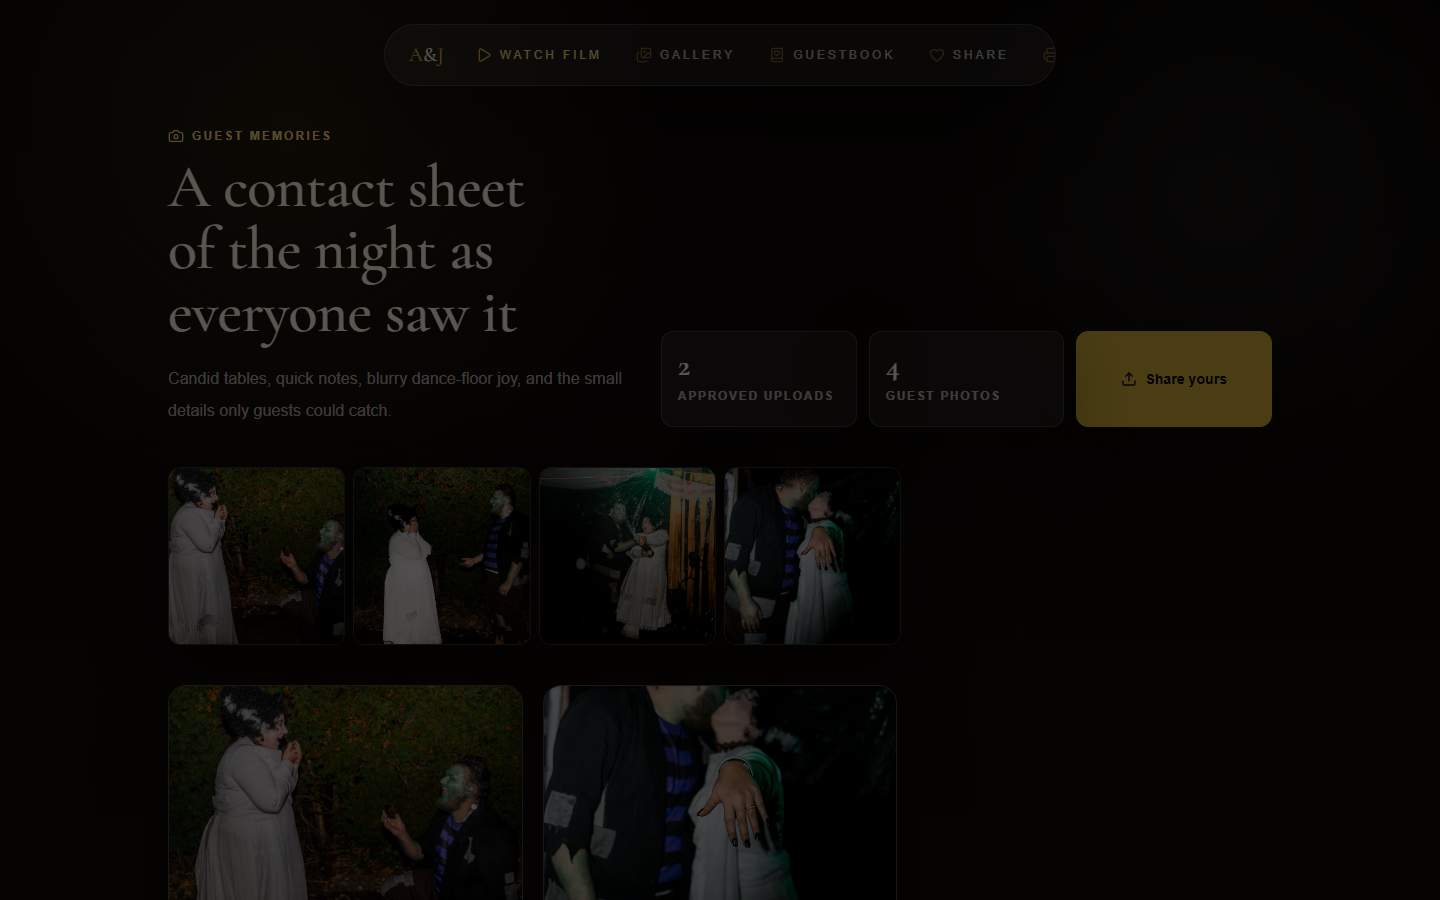 A&J
WATCH FILM
GALLERY
GUESTBOOK
SHARE
GUEST MEMORIES
A contact sheet
of the night as
everyone saw it
Candid tables, quick notes, blurry dance-floor joy, and the small
details only guests could catch.
2
APPROVED UPLOADS
4
GUEST PHOTOS
Share yours